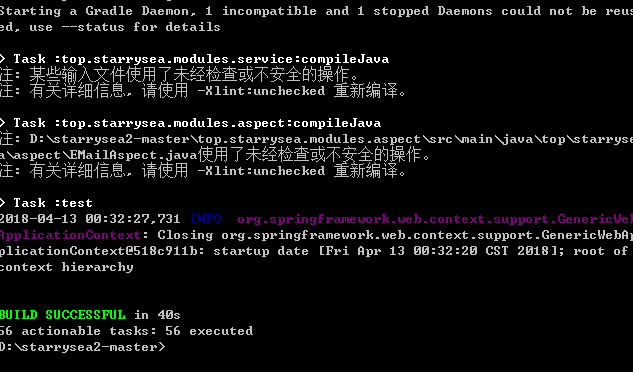 Starting a Gradle Daemon, 1 incompatible and 1 stopped Daemons could not be reus
ed, use --status for details
> Task :top.starrysea.modules.service:compileJava
注: 某些输入文件使用了未经检查或不安全的操作。
注: 有关详细信息, 请使用 -Xlint:unchecked 重新编译。
> Task :top.starrysea.modules.aspect:compileJava
注: D:\starrysea2-master\top.starrysea.modules.aspect\src\main\java\top\starryse
a\aspect\EMailAspect.java使用了未经检查或不安全的操作。
注: 有关详细信息, 请使用 -Xlint:unchecked 重新编译。
> Task :test
2018-04-13 00:32:27,731 INFO  org.springframework.web.context.support.GenericWeb
ApplicationContext: Closing org.springframework.web.context.support.GenericWebAp
plicationContext@518c911b: startup date [Fri Apr 13 00:32:20 CST 2018]; root of
context hierarchy
BUILD SUCCESSFUL in 40s
56 actionable tasks: 56 executed
D:\starrysea2-master>